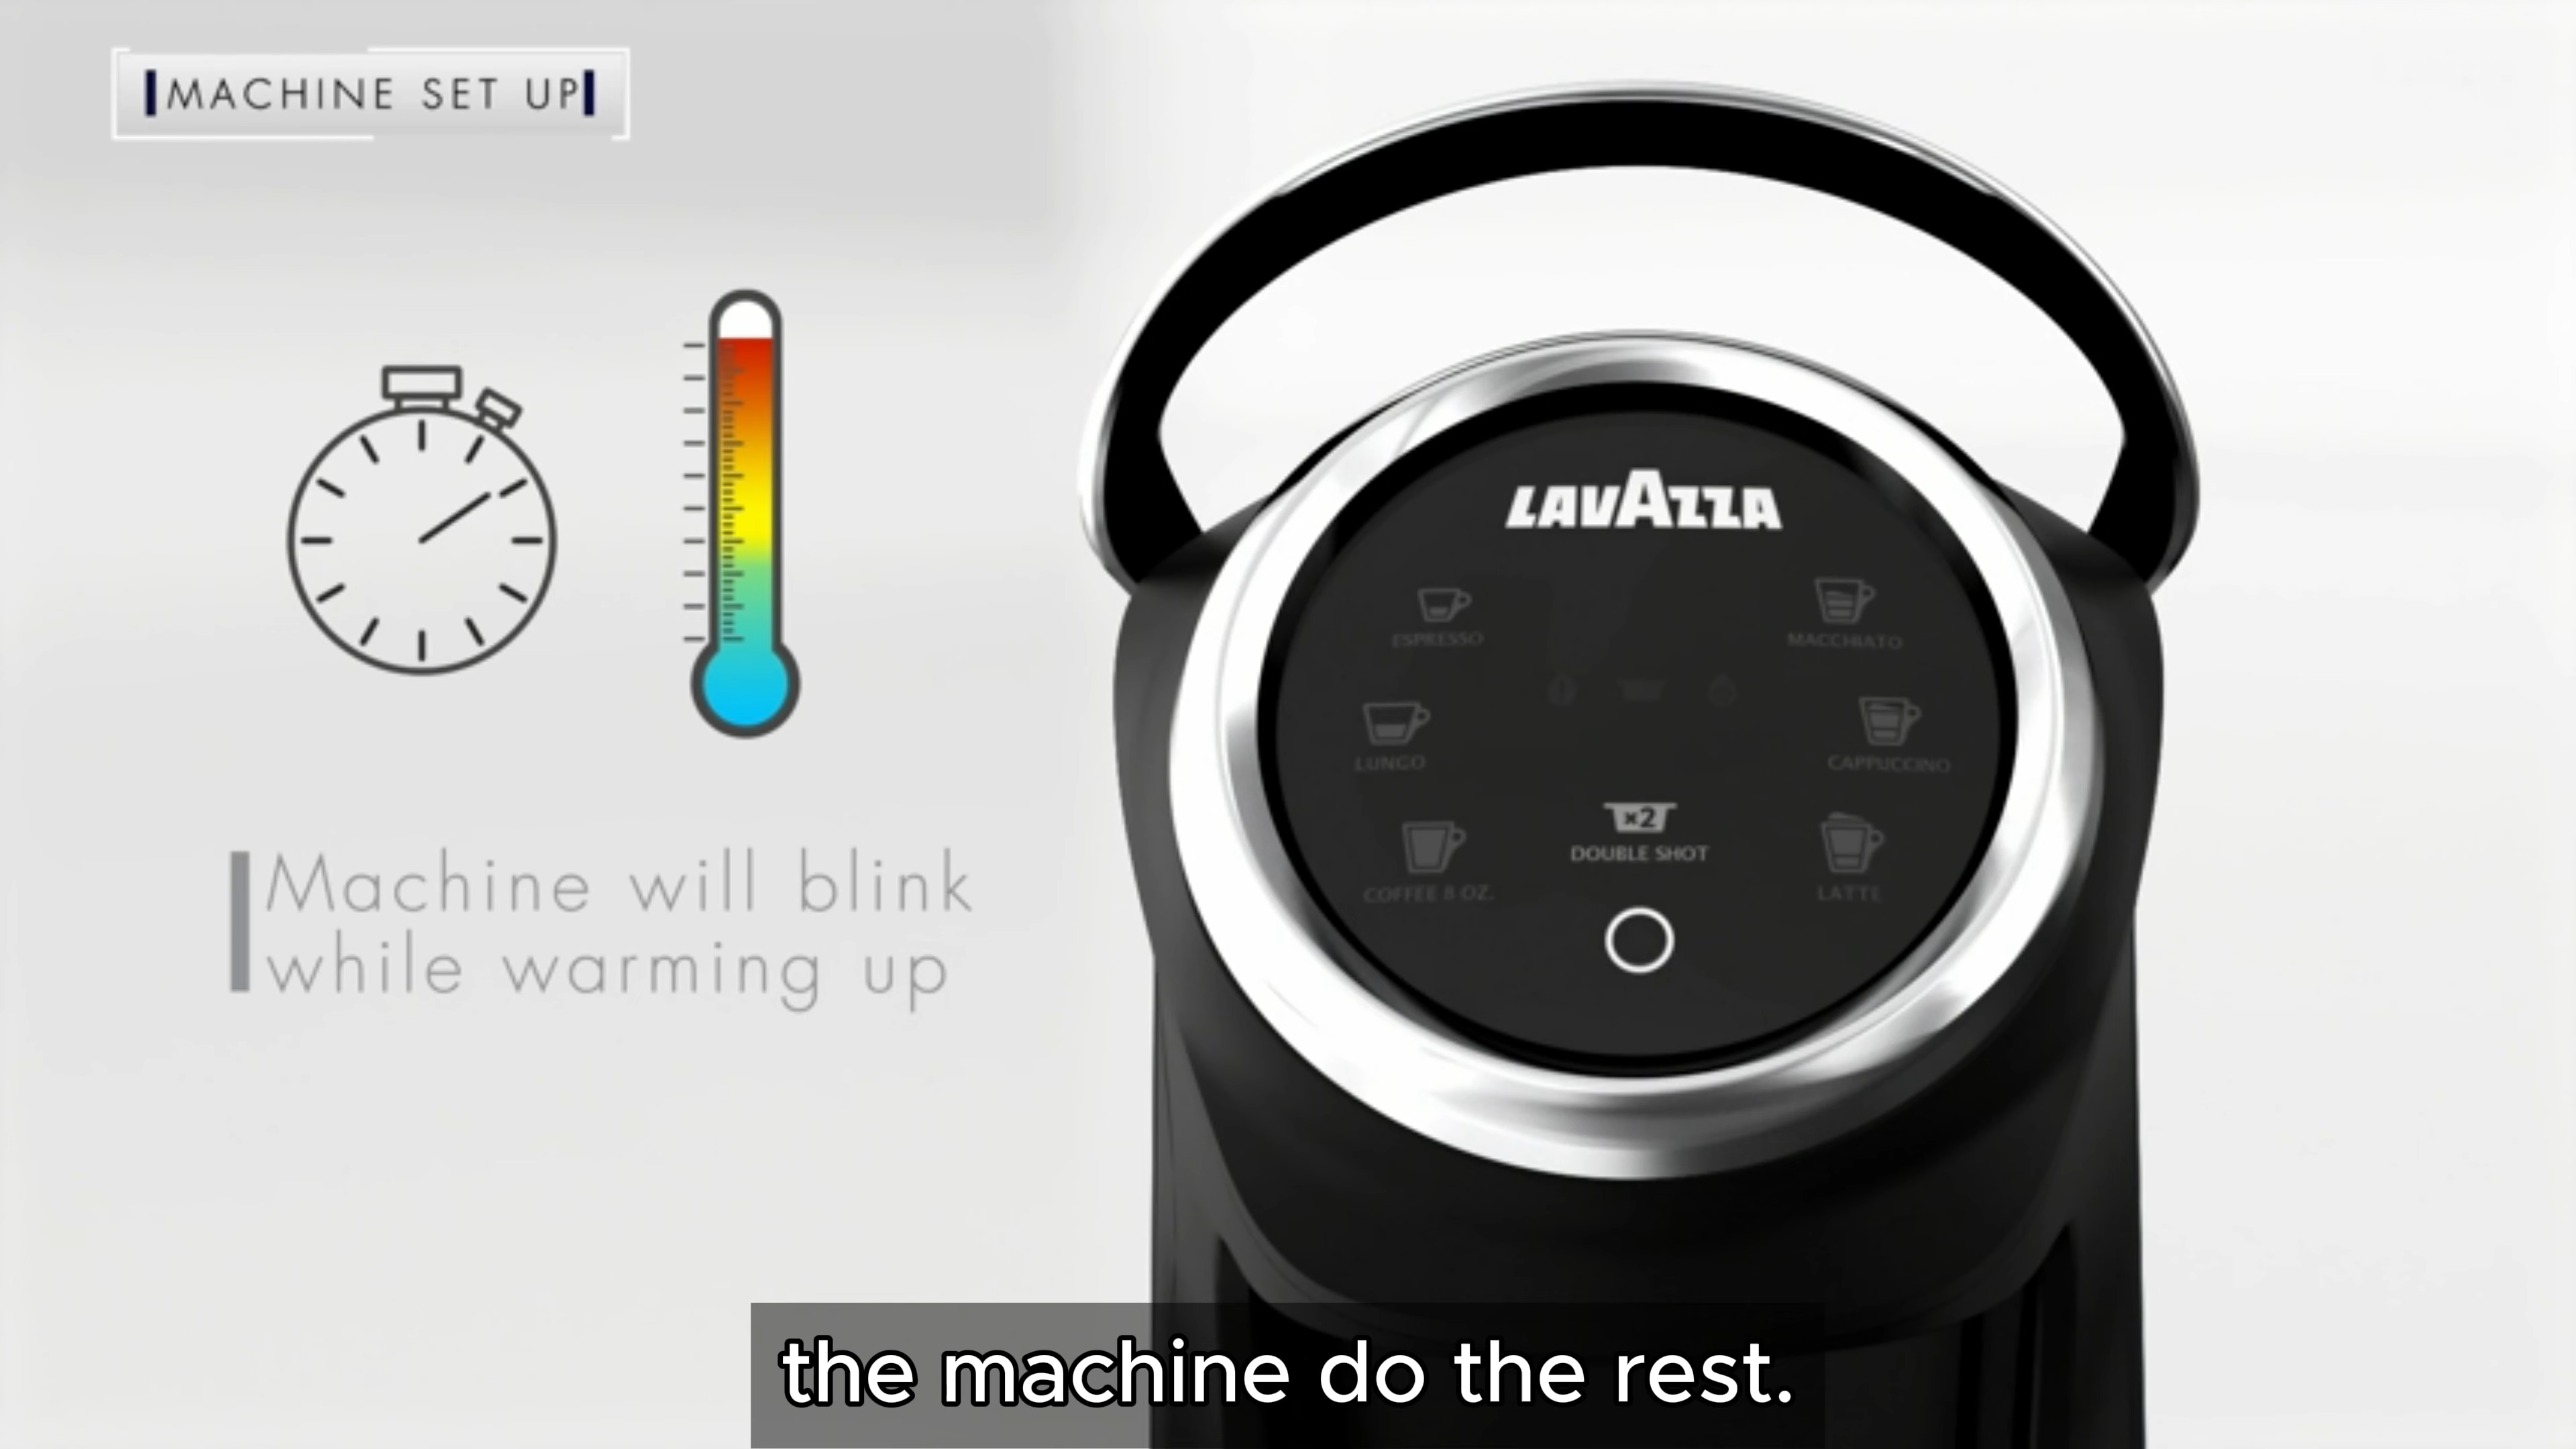 MACHINE SET UP
LAVAZZA
ESPRESSO
MACCHIATO
LUNGO
CAPPUCCINO
x2
DOUBLE SHOT
COFFEE 8 OZ.
LATTE
Machine will blink
while warming up
the machine do the rest.